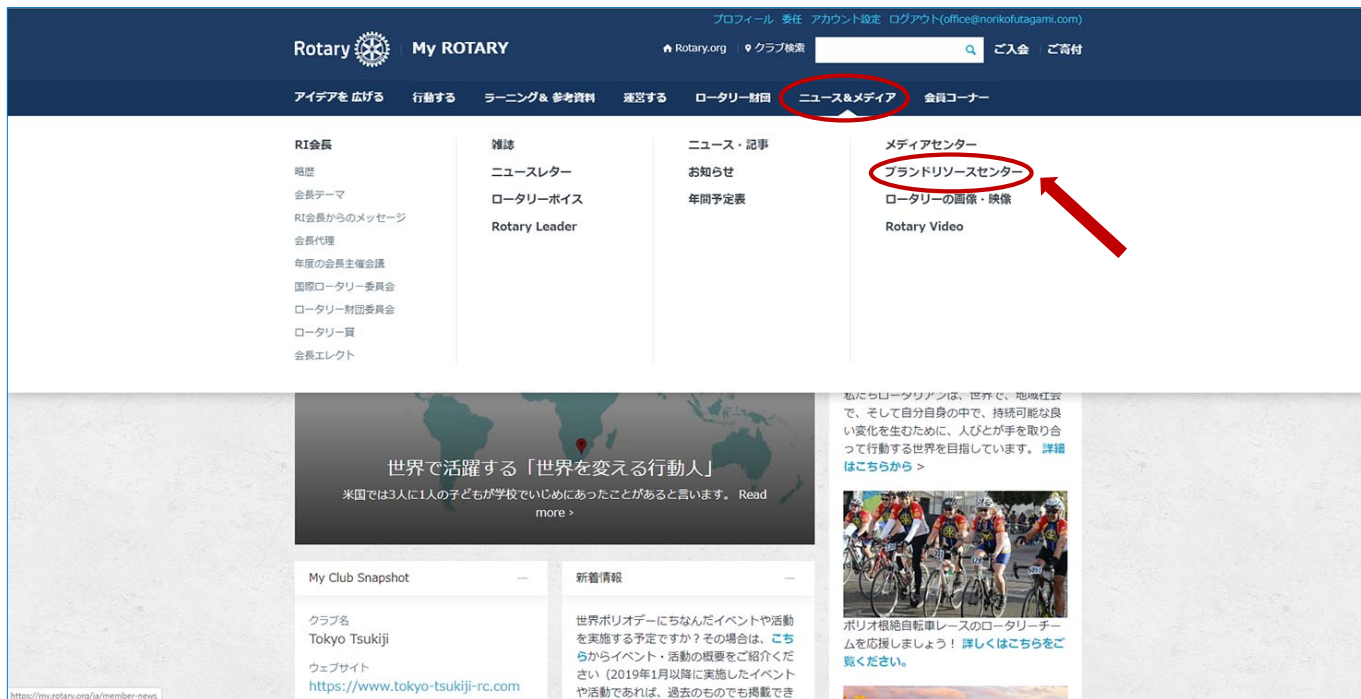 プロフィール 委任 アカウント設定 ログアウト(office@norikofutagami.com)
Rotary My ROTARY Rotary.org クラブ検索 ご入会 ご寄付
アイデアを 広げる 行動する ラーニング& 参考資料 運営する ロータリー財団 ニュース&メディア 会員コーナー
RI会長
略歴
会長テーマ
RI会長からのメッセージ
会長代理
年度の会長主催会議
国際ロータリー委員会
ロータリー財団委員会
ロータリー賞
会長エレクト
雑誌
ニュースレター
ロータリーボイス
Rotary Leader
ニュース・記事
お知らせ
年間予定表
メディアセンター
ブランドリソースセンター
ロータリーの画像・映像
Rotary Video
世界で活躍する「世界を変える行動人」
米国では3人に1人の子どもが学校でいじめにあったことがあると言います。 Read
more ›
私たちロータリアンは、世界で、地域社会
で、そして自分自身の中で、持続可能な良
い変化を生むために、人びとが手を取り合
って行動する世界を目指しています。 詳細
はこちらから >
My Club Snapshot
クラブ名
Tokyo Tsukiji
ウェブサイト
https://www.tokyo-tsukiji-rc.com
新着情報
世界ポリオデーにちなんだイベントや活動
を実施する予定ですか？その場合は、こち
らからイベント・活動の概要をご紹介くだ
さい（2019年1月以降に実施したイベント
や活動であれば、過去のものでも掲載でき
ポリオ根絶自転車レースのロータリーチー
ムを応援しましょう！ 詳しくはこちらをご
覧ください。
https://my.rotary.org/ja/member-news